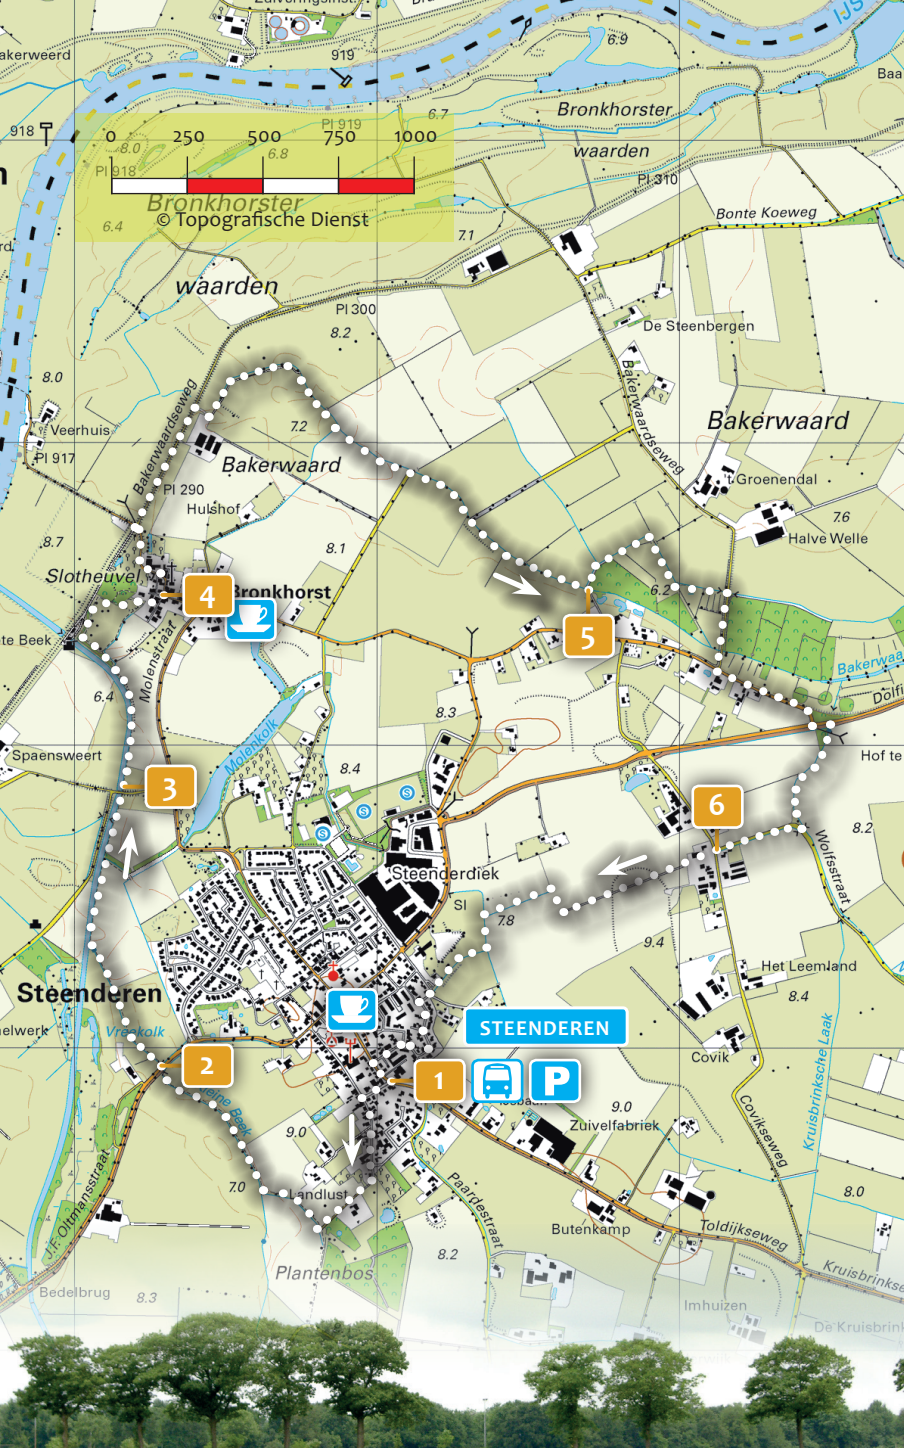 Zuiveringsinst.
IJS
akerweerd
919
6.9
Baa
918
0 250 500 750 1000
PI 919
6.7
Bronkhorster
waarden
8.0
6.8
PI 918
PI 310
Bronkhorster
© Topografische Dienst
6.4
7.1
Bonte Koeweg
waarden
PI 300
8.2
De Steenbergen
8.0
Veerhuis
PI 917
Bakerwaardseweg
7.2
Bakerwaardseweg
Bakerwaard
Bakerwaard
't Groenendal
PI 290
Hulshof
7.6
Halve Welle
8.7
8.1
Slotheuvel
4
Bronkhorst
6.2
5
te Beek
Molenstraat
Bakerwaa
6.4
8.3
Dolfi
Spaensweert
Molenkolk
8.4
Hof te
3
S
S
S
6
8.2
Wolfsstraat
Steenderdiek
SI
7.8
9.4
Het Leemland
8.4
Steenderen
elwerk
Vreekolk
STEENDEREN
Covik
2
1
P
IJsbaan
9.0
Zuivelfabriek
Kruisbrinksche Laak
Covikseweg
9.0
7.0
Landlust
J.F. Oltmansstraat
Paardestraat
8.0
Butenkamp
Toldijkseweg
8.2
Plantenbos
Kruisbrinkse
Bedelbrug
8.3
Imhuizen
De Kruisbrink